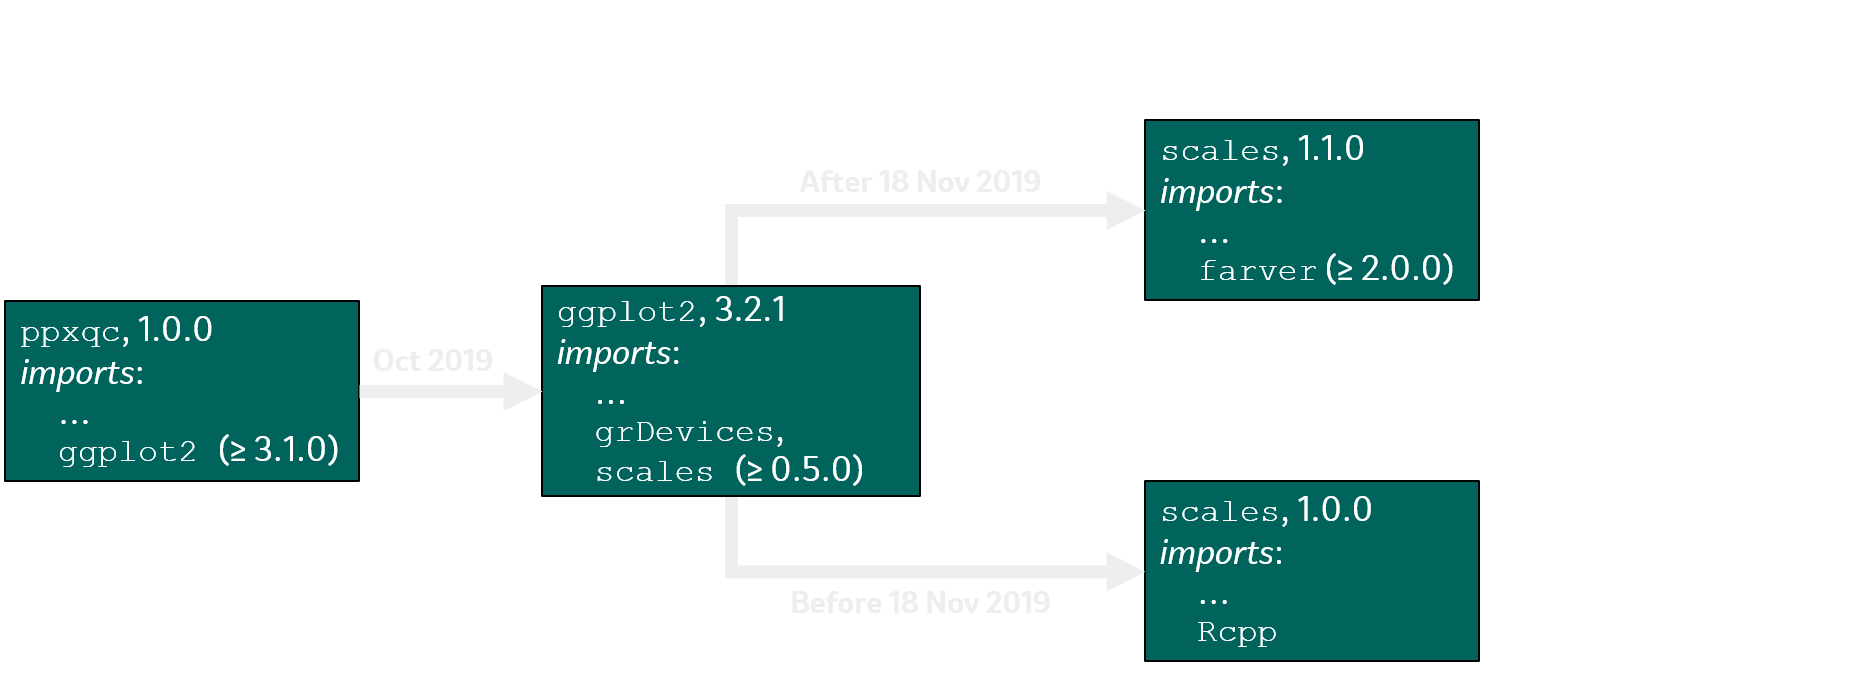 ppxqc, 1.0.0
imports:
...
ggplot2 (≥ 3.1.0)
Oct 2019
ggplot2, 3.2.1
imports:
...
grDevices,
scales (≥ 0.5.0)
After 18 Nov 2019
scales, 1.1.0
imports:
...
farver (≥ 2.0.0)
Before 18 Nov 2019
scales, 1.0.0
imports:
...
Rcpp